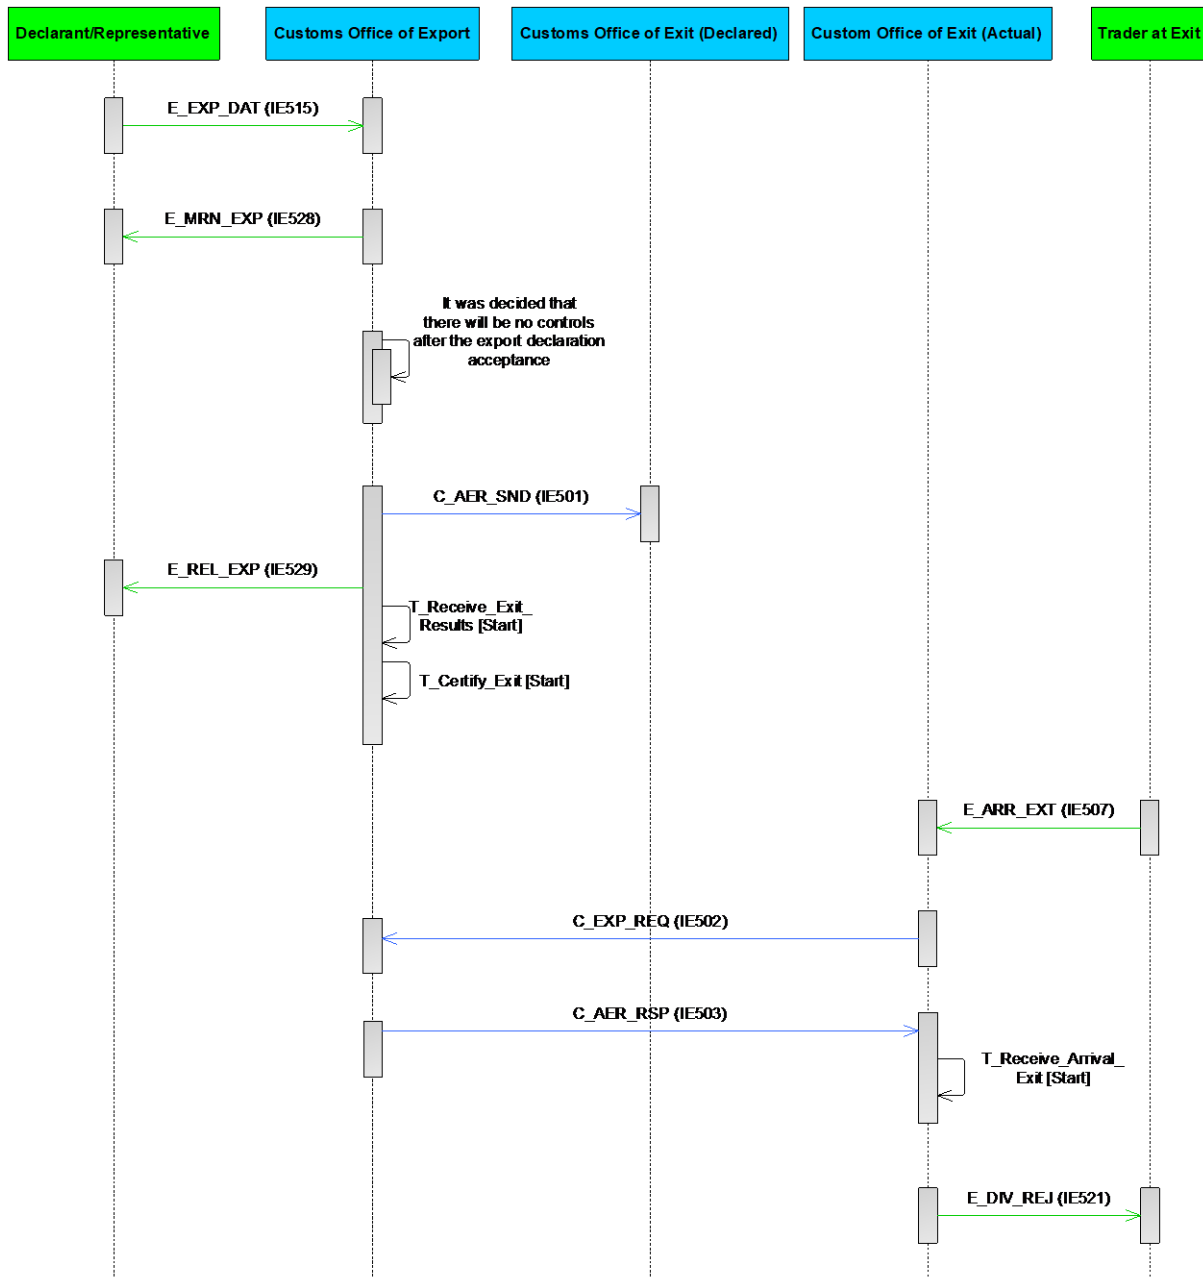 Declarant/Representative
Customs Office of Export
Customs Office of Exit (Declared)
Custom Office of Exit (Actual)
Trader at Exit
E_EXP_DAT (IE515)
E_MRN_EXP (IE528)
It was decided that
there will be no controls
after the export declaration
acceptance
C_AER_SND (IE501)
E_REL_EXP (IE529)
T_Receive_Exit_
Results [Start]
T_Certify_Exit [Start]
E_ARR_EXT (IE507)
C_EXP_REQ (IE502)
C_AER_RSP (IE503)
T_Receive_Arrival_
Exit [Start]
E_DIV_REJ (IE521)